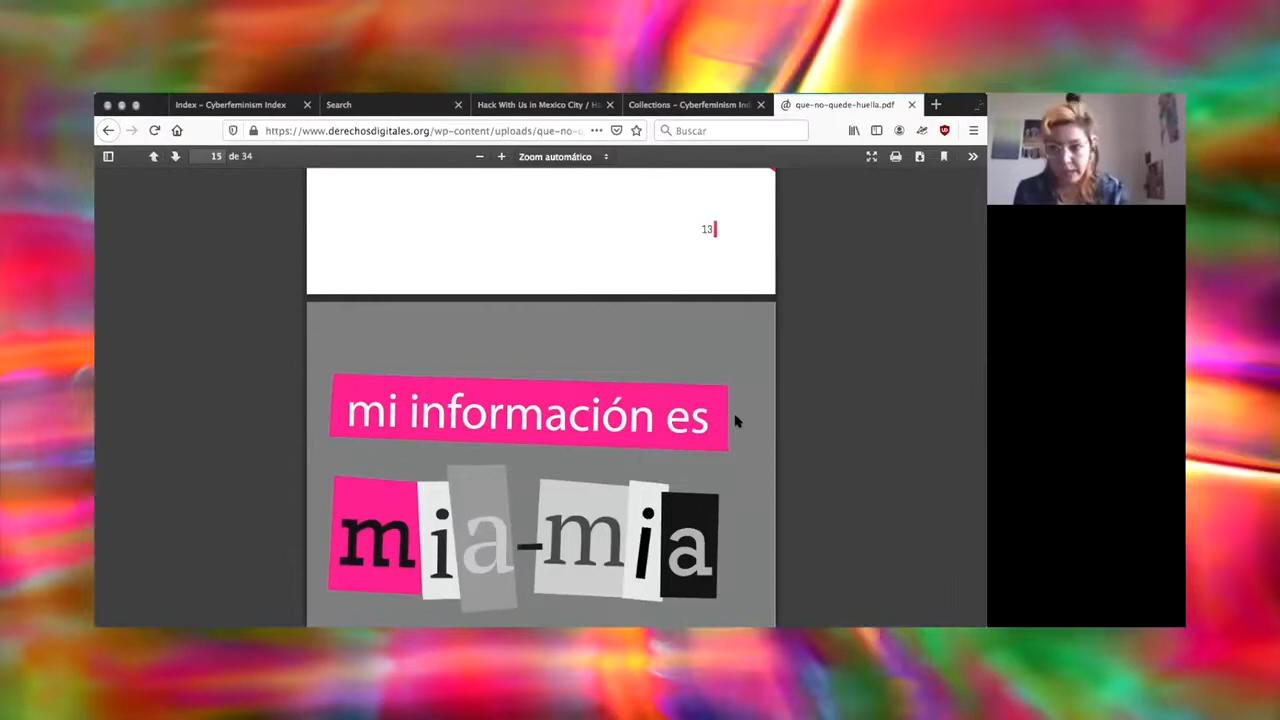 Index – Cyberfeminism Index
Search
Hack With Us in Mexico City / H
Collections – Cyberfeminism Ind
que-no-quede-huella.pdf
https://www.derechosdigitales.org/wp-content/uploads/que-no-q
Buscar
15 de 34
Zoom automático
13
mi información es
mia-mia